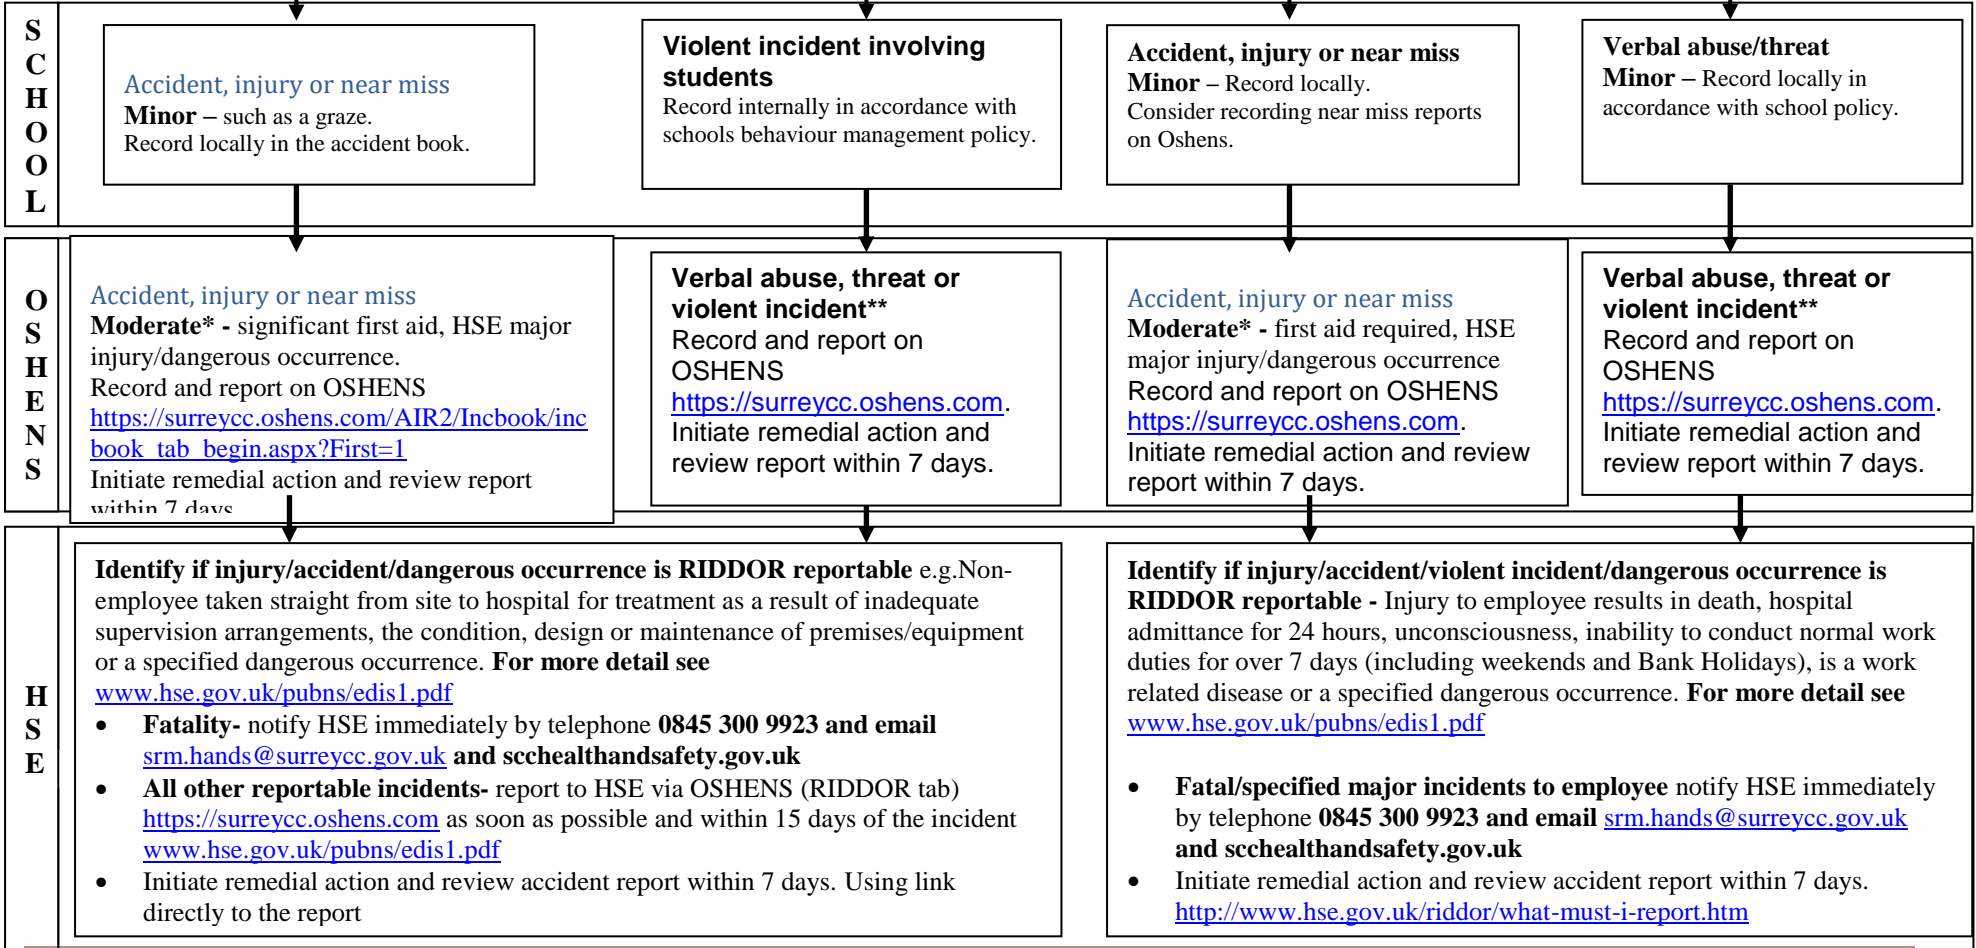 S
C
H
O
O
L
Accident, injury or near miss
Minor – such as a graze.
Record locally in the accident book.
Violent incident involving
students
Record internally in accordance with
schools behaviour management policy.
Accident, injury or near miss
Minor – Record locally.
Consider recording near miss reports
on Oshens.
Verbal abuse/threat
Minor – Record locally in
accordance with school policy.
O
S
H
E
N
S
Accident, injury or near miss
Moderate* - significant first aid, HSE major
injury/dangerous occurrence.
Record and report on OSHENS
https://surreycc.oshens.com/AIR2/Incbook/inc
book_tab_begin.aspx?First=1
Initiate remedial action and review report
within 7 days
Verbal abuse, threat or
violent incident**
Record and report on
OSHENS
https://surreycc.oshens.com.
Initiate remedial action and
review report within 7 days.
Accident, injury or near miss
Moderate* - first aid required, HSE
major injury/dangerous occurrence
Record and report on OSHENS
https://surreycc.oshens.com.
Initiate remedial action and review
report within 7 days.
Verbal abuse, threat or
violent incident**
Record and report on
OSHENS
https://surreycc.oshens.com.
Initiate remedial action and
review report within 7 days.
H
S
E
Identify if injury/accident/dangerous occurrence is RIDDOR reportable e.g.Non-
employee taken straight from site to hospital for treatment as a result of inadequate
supervision arrangements, the condition, design or maintenance of premises/equipment
or a specified dangerous occurrence. For more detail see
www.hse.gov.uk/pubns/edis1.pdf
• Fatality- notify HSE immediately by telephone 0845 300 9923 and email
srm.hands@surreycc.gov.uk and scchealthandsafety.gov.uk
• All other reportable incidents- report to HSE via OSHENS (RIDDOR tab)
https://surreycc.oshens.com as soon as possible and within 15 days of the incident
www.hse.gov.uk/pubns/edis1.pdf
• Initiate remedial action and review accident report within 7 days. Using link
directly to the report
Identify if injury/accident/violent incident/dangerous occurrence is
RIDDOR reportable - Injury to employee results in death, hospital
admittance for 24 hours, unconsciousness, inability to conduct normal work
duties for over 7 days (including weekends and Bank Holidays), is a work
related disease or a specified dangerous occurrence. For more detail see
www.hse.gov.uk/pubns/edis1.pdf
• Fatal/specified major incidents to employee notify HSE immediately
by telephone 0845 300 9923 and email srm.hands@surreycc.gov.uk
and scchealthandsafety.gov.uk
• Initiate remedial action and review accident report within 7 days.
http://www.hse.gov.uk/riddor/what-must-i-report.htm